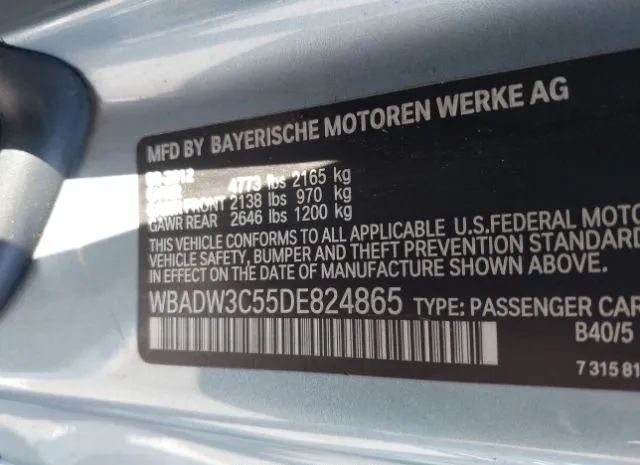 MFD BY BAYERISCHE MOTOREN WERKE AG
4773 lbs 2165 kg
FRONT 2138 lbs 970 kg
GAWR REAR 2646 lbs 1200 kg
THIS VEHICLE CONFORMS TO ALL APPLICABLE U.S.FEDERAL MOTO
VEHICLE SAFETY, BUMPER AND THEFT PREVENTION STANDA
IN EFFECT ON THE DATE OF MANUFACTURE SHOWN ABOVE.
WBADW3C55DE824865 TYPE: PASSENGER CAR
B40/5
7 315 81